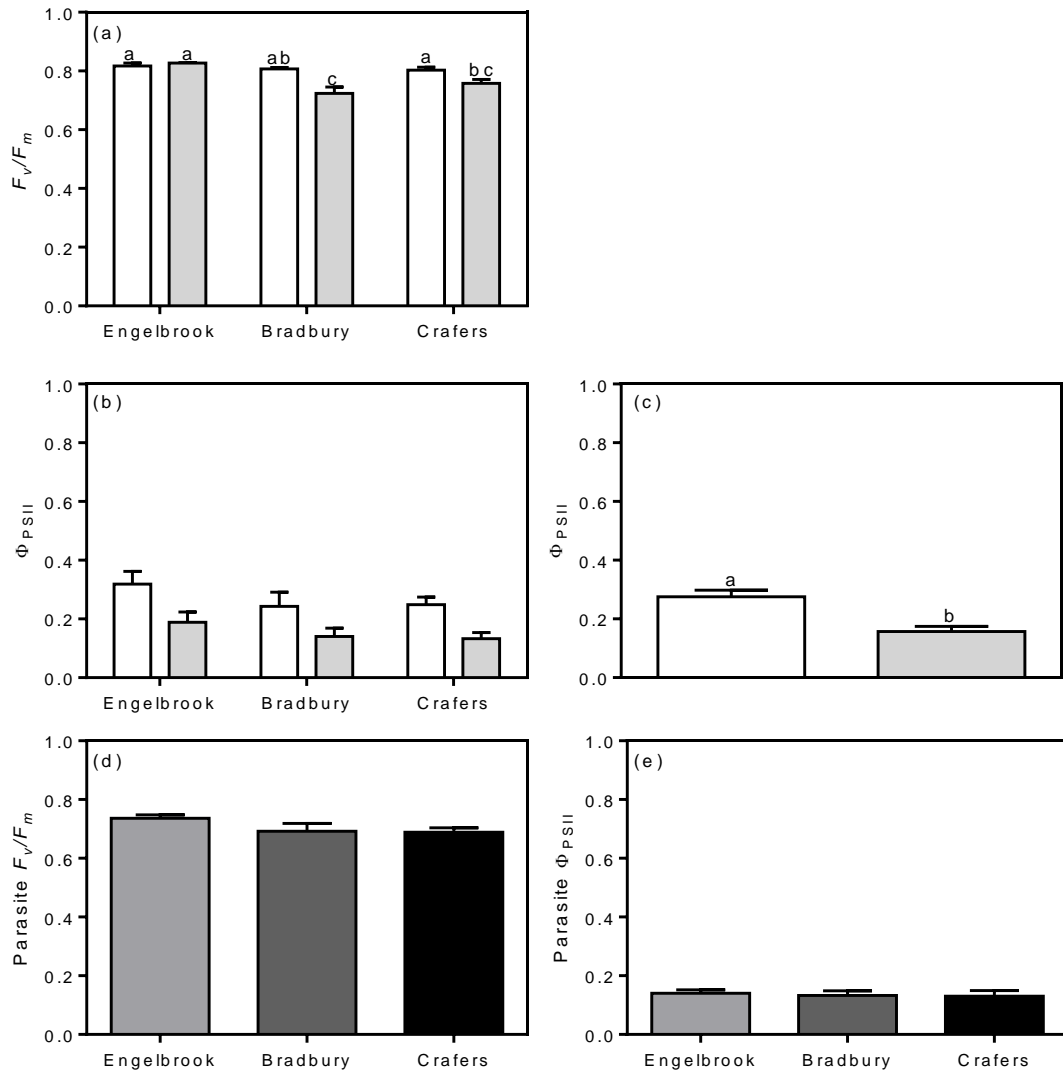 (a)
1.0
0.8
0.6
0.4
0.2
0.0
Fv/Fm
a a ab c a bc
Engelbrook Bradbury Crafers
(b)
1.0
0.8
0.6
0.4
0.2
0.0
ΦPSII
Engelbrook Bradbury Crafers
(c)
1.0
0.8
0.6
0.4
0.2
0.0
ΦPSII
a b
(d)
1.0
0.8
0.6
0.4
0.2
0.0
Parasite Fv/Fm
Engelbrook Bradbury Crafers
(e)
1.0
0.8
0.6
0.4
0.2
0.0
Parasite ΦPSII
Engelbrook Bradbury Crafers